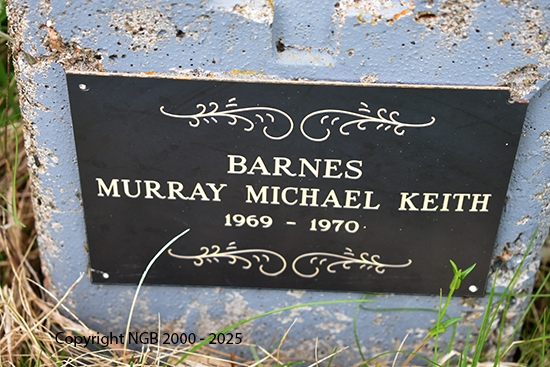 BARNES
MURRAY MICHAEL KEITH
1969 - 1970
Copyright NGB 2000 - 2025